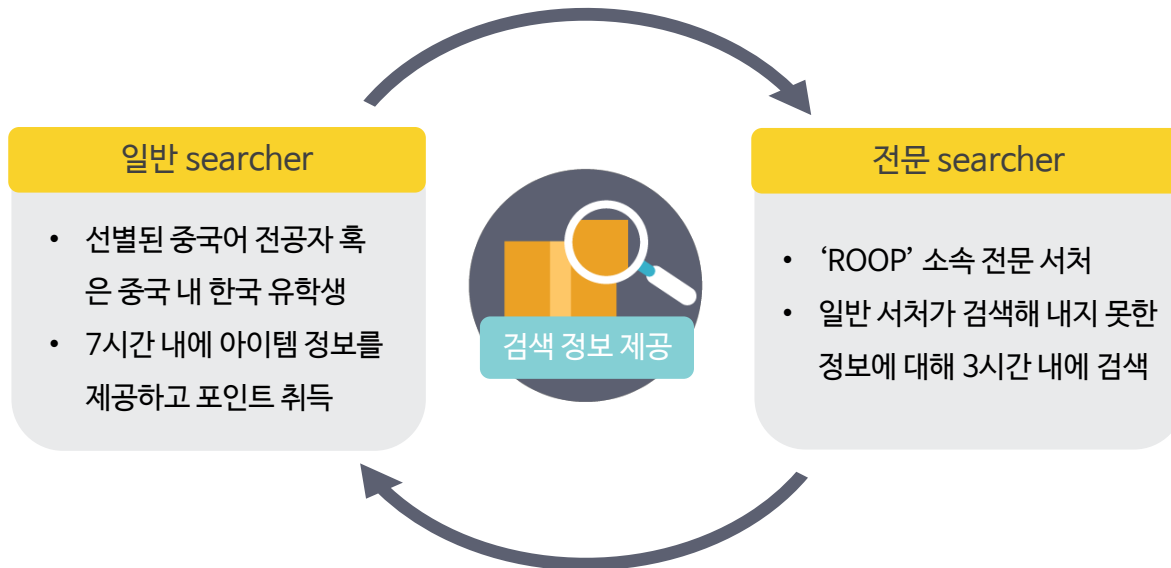 일반 searcher
• 선별된 중국어 전공자 혹
은 중국 내 한국 유학생
• 7시간 내에 아이템 정보를
제공하고 포인트 취득
검색 정보 제공
전문 searcher
• ‘ROOP’ 소속 전문 서처
• 일반 서처가 검색해 내지 못한
정보에 대해 3시간 내에 검색